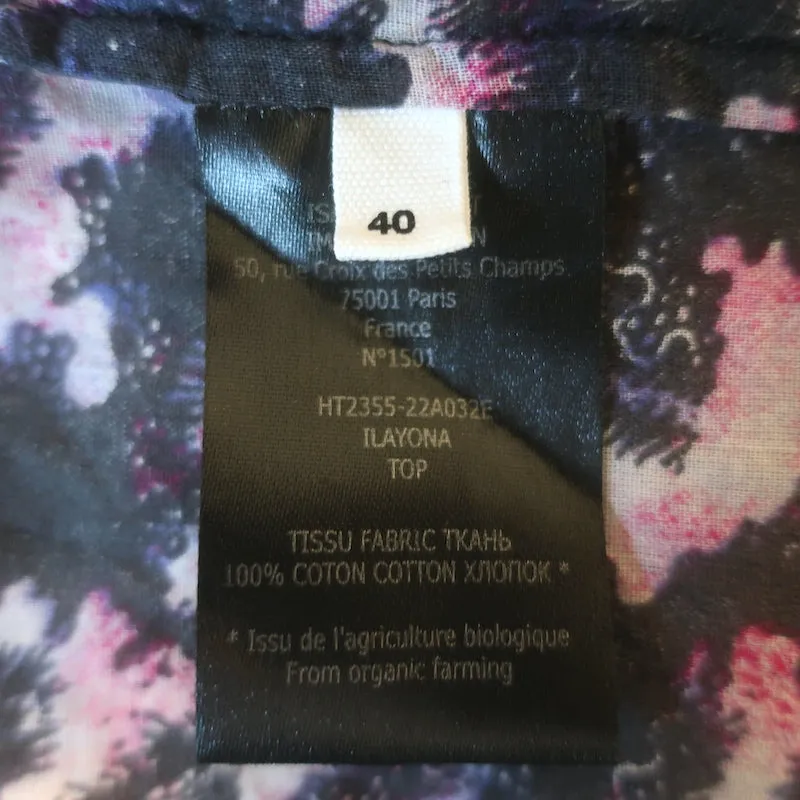 40
50, rue Croix des Petits Champs
75001 Paris
France
N°1501
HT2355-22A032E
ILAYONA
TOP
TISSU FABRIC ТКАНЬ
100% COTON COTTON ХЛОПОК *
* Issu de l'agriculture biologique
From organic farming